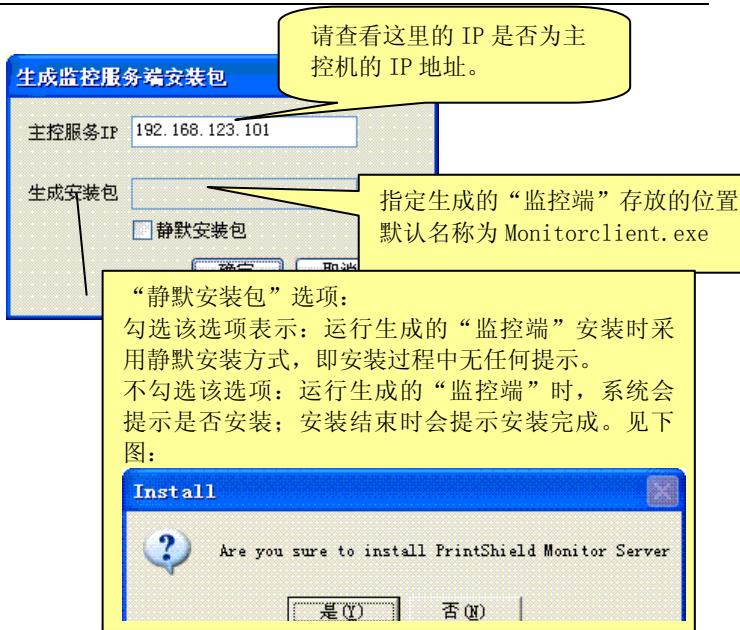 请查看这里的 IP 是否为主
控机的 IP 地址。
生成监控服务端安装包
主控服务IP 192.168.123.101
生成安装包
指定生成的“监控端”存放的位置
默认名称为 Monitorclient.exe
静默安装包
确定 取消
“静默安装包”选项：
勾选该选项表示：运行生成的“监控端”安装时采
用静默安装方式，即安装过程中无任何提示。
不勾选该选项：运行生成的“监控端”时，系统会
提示是否安装；安装结束时会提示安装完成。见下
图：
Install
Are you sure to install PrintShield Monitor Server
是(Y) 否(N)